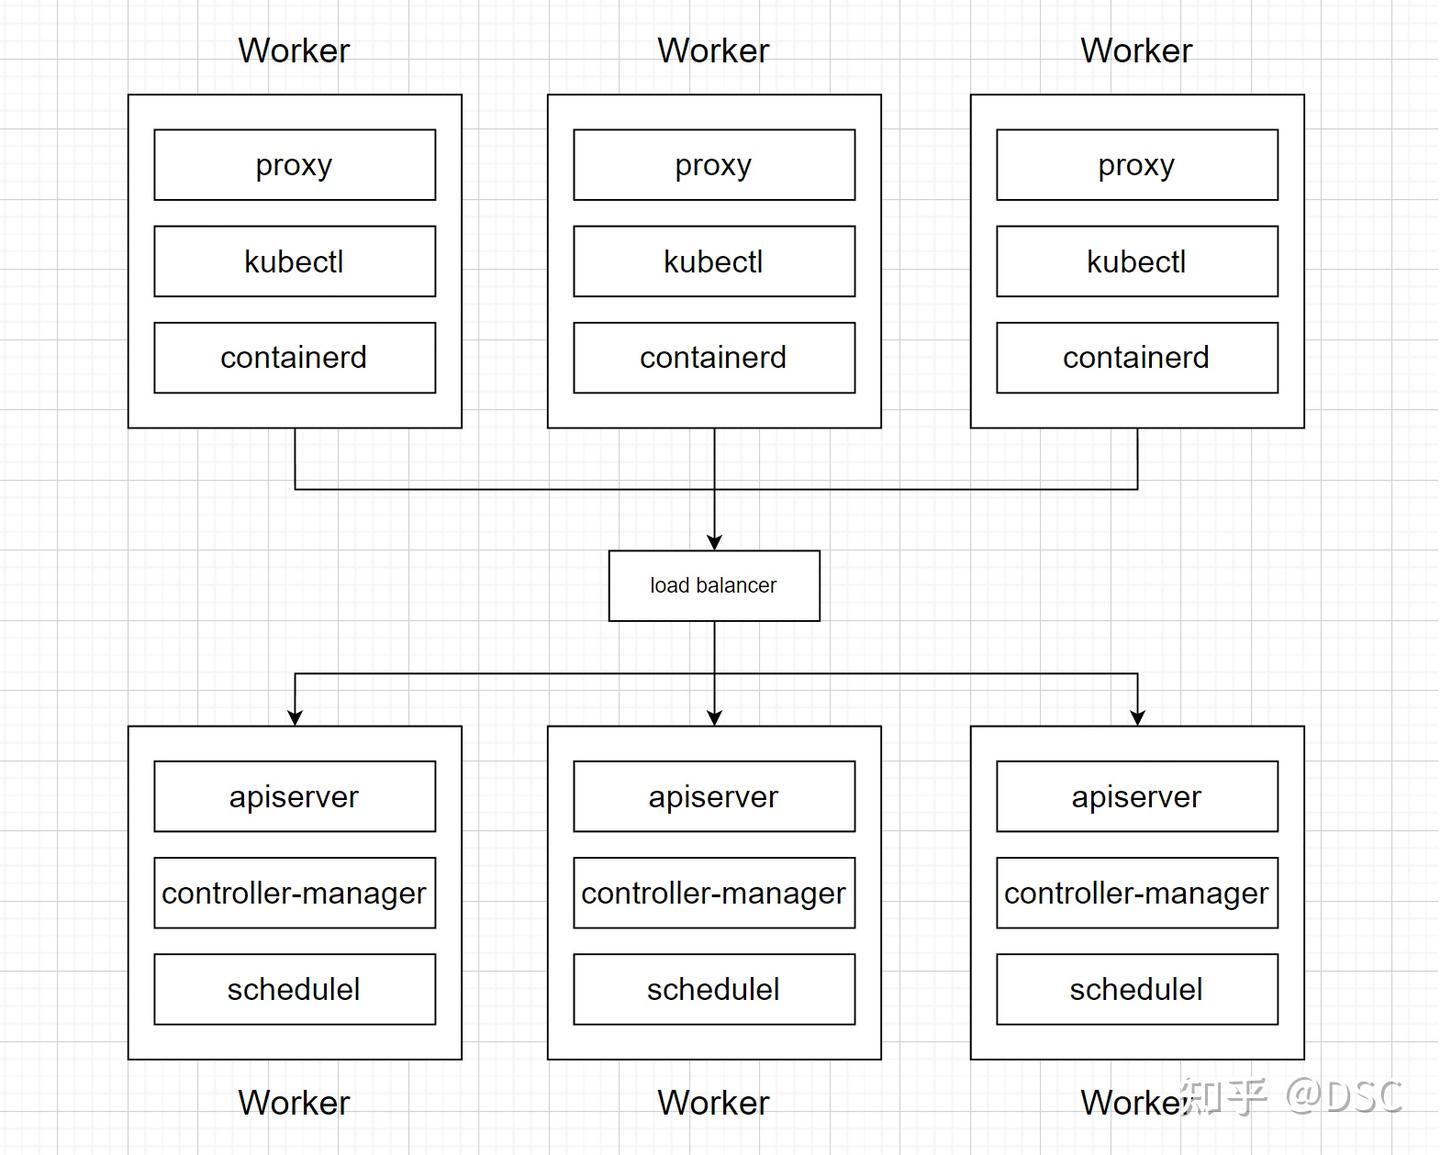 Worker Worker Worker
proxy proxy proxy
kubectl kubectl kubectl
containerd containerd containerd
load balancer
apiserver apiserver apiserver
controller-manager controller-manager controller-manager
schedulel schedulel schedulel
Worker Worker Worker
知乎 @DSC